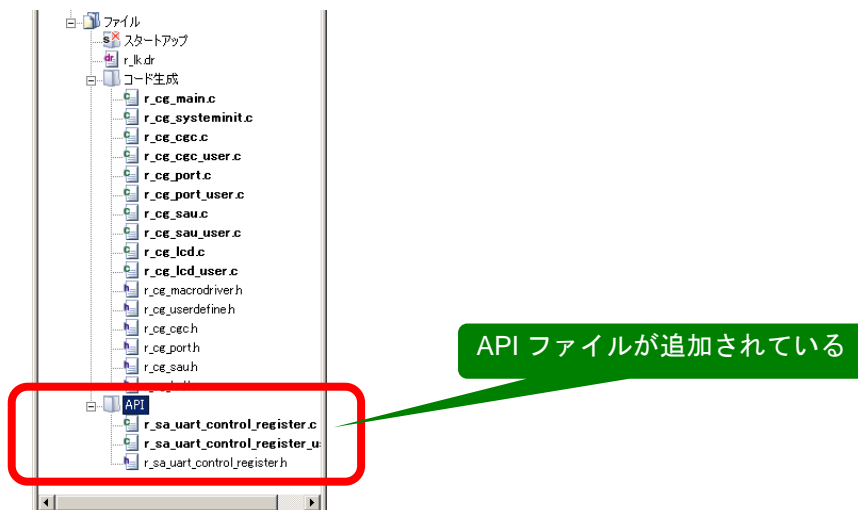 ファイル
スタートアップ
r_lk.dr
コード生成
r_cg_main.c
r_cg_systeminit.c
r_cg_cgc.c
r_cg_cgc_user.c
r_cg_port.c
r_cg_port_user.c
r_cg_sau.c
r_cg_sau_user.c
r_cg_lcd.c
r_cg_lcd_user.c
r_cg_macrodriver.h
r_cg_userdefine.h
r_cg_cgc.h
r_cg_port.h
r_cg_sau.h
API ファイルが追加されている
API
r_sa_uart_control_register.c
r_sa_uart_control_register_u
r_sa_uart_control_register.h